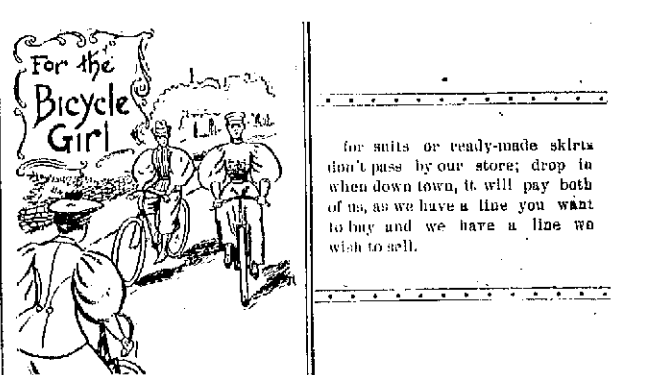 For the
Bicycle
Girl
for suits or ready-made skirts
don't pass by our store; drop in
when down town, it will pay both
of us, as we have a line you want
to buy and we have a line we
wish to sell.